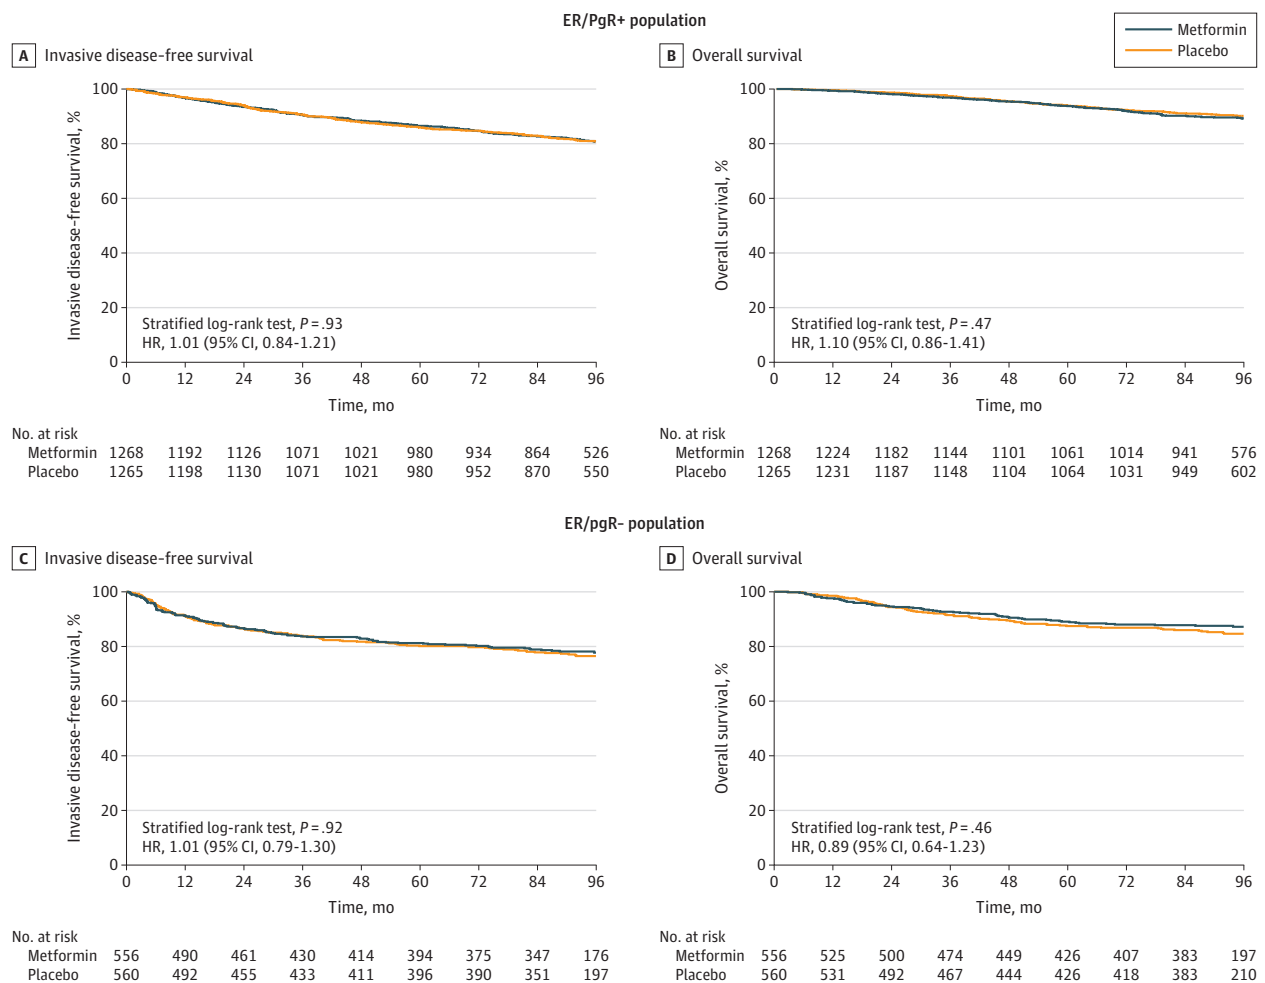 ER/PgR+ population
Metformin
Placebo
A Invasive disease-free survival
100
80
60
40
20
0
Invasive disease-free survival, %
Stratified log-rank test, P = .93
HR, 1.01 (95% CI, 0.84-1.21)
0 12 24 36 48 60 72 84 96
Time, mo
No. at risk
Metformin 1268 1192 1126 1071 1021 980 934 864 526
Placebo 1265 1198 1130 1071 1021 980 952 870 550
B Overall survival
100
80
60
40
20
0
Overall survival, %
Stratified log-rank test, P = .47
HR, 1.10 (95% CI, 0.86-1.41)
0 12 24 36 48 60 72 84 96
Time, mo
No. at risk
Metformin 1268 1224 1182 1144 1101 1061 1014 941 576
Placebo 1265 1231 1187 1148 1104 1064 1031 949 602
ER/pgR- population
C Invasive disease-free survival
100
80
60
40
20
0
Invasive disease-free survival, %
Stratified log-rank test, P = .92
HR, 1.01 (95% CI, 0.79-1.30)
0 12 24 36 48 60 72 84 96
Time, mo
No. at risk
Metformin 556 490 461 430 414 394 375 347 176
Placebo 560 492 455 433 411 396 390 351 197
D Overall survival
100
80
60
40
20
0
Overall survival, %
Stratified log-rank test, P = .46
HR, 0.89 (95% CI, 0.64-1.23)
0 12 24 36 48 60 72 84 96
Time, mo
No. at risk
Metformin 556 525 500 474 449 426 407 383 197
Placebo 560 531 492 467 444 426 418 383 210